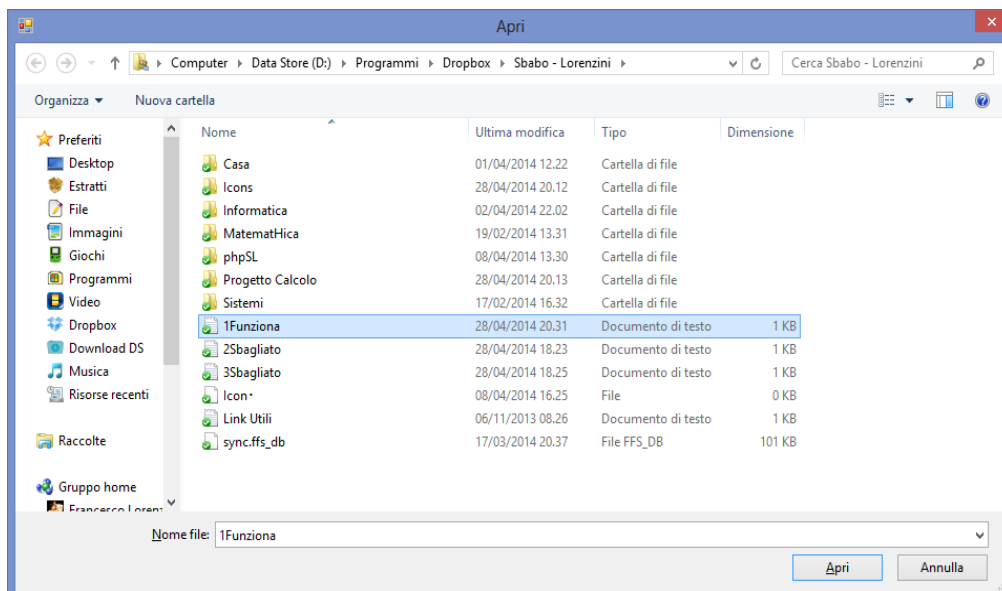 Apri
Computer Data Store (D:) Programmi Dropbox Sbabo - Lorenzini
Cerca Sbabo - Lorenzini
Organizza Nuova cartella
Preferiti
Desktop
Estratti
File
Immagini
Giochi
Programmi
Video
Dropbox
Download DS
Musica
Risorse recenti
Raccolte
Gruppo home
Francesco
Nome Ultima modifica Tipo Dimensione
Casa 01/04/2014 12.22 Cartella di file
Icons 28/04/2014 20.12 Cartella di file
Informatica 02/04/2014 22.02 Cartella di file
MatematHica 19/02/2014 13.31 Cartella di file
phpSL 08/04/2014 13.30 Cartella di file
Progetto Calcolo 28/04/2014 20.13 Cartella di file
Sistemi 17/02/2014 16.32 Cartella di file
1Funziona 28/04/2014 20.31 Documento di testo 1 KB
2Sbagliato 28/04/2014 18.23 Documento di testo 1 KB
3Sbagliato 28/04/2014 18.25 Documento di testo 1 KB
Icon· 08/04/2014 16.25 File 0 KB
Link Utili 06/11/2013 08.26 Documento di testo 1 KB
sync.ffs_db 17/03/2014 20.37 File FFS_DB 101 KB
Nome file: 1Funziona
Apri Annulla